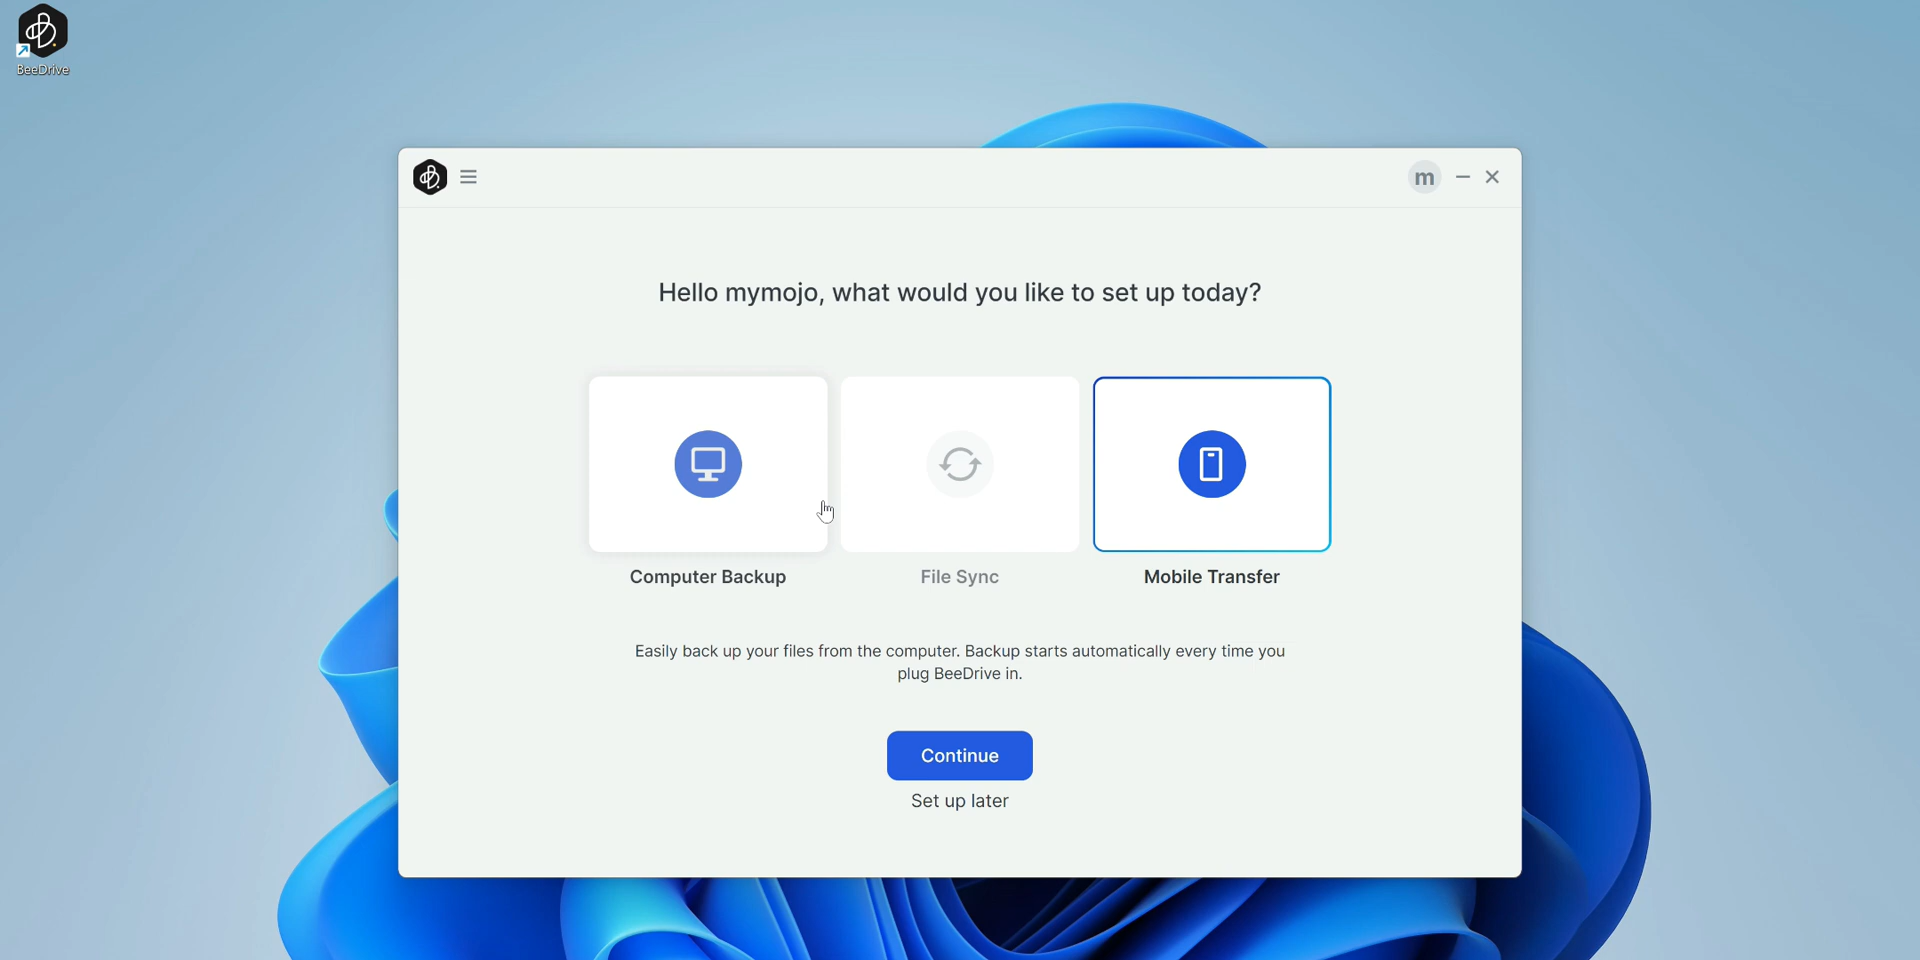 BeeDrive
m
Hello mymojo, what would you like to set up today?
Computer Backup
File Sync
Mobile Transfer
Easily back up your files from the computer. Backup starts automatically every time you
plug BeeDrive in.
Continue
Set up later